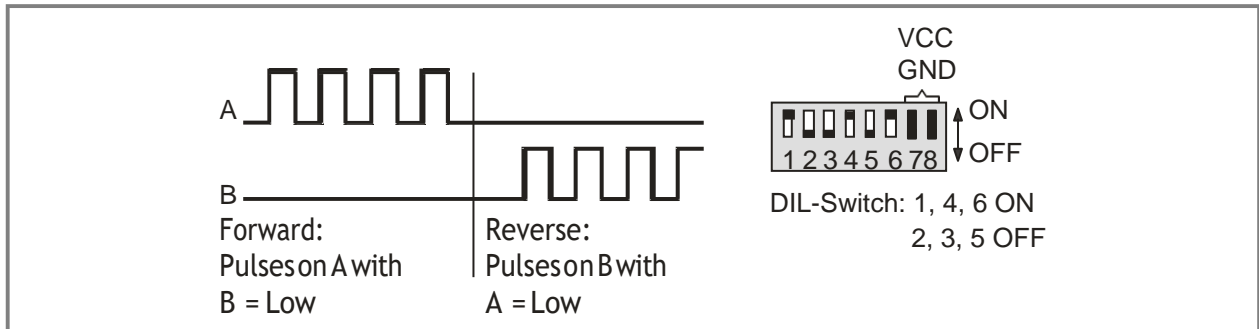 A
B
Forward:
Pulses on A with
B = Low
Reverse:
Pulses on B with
A = Low
VCC
GND
ON
OFF
1 2 3 4 5 6 7 8
DIL-Switch: 1, 4, 6 ON
2, 3, 5 OFF